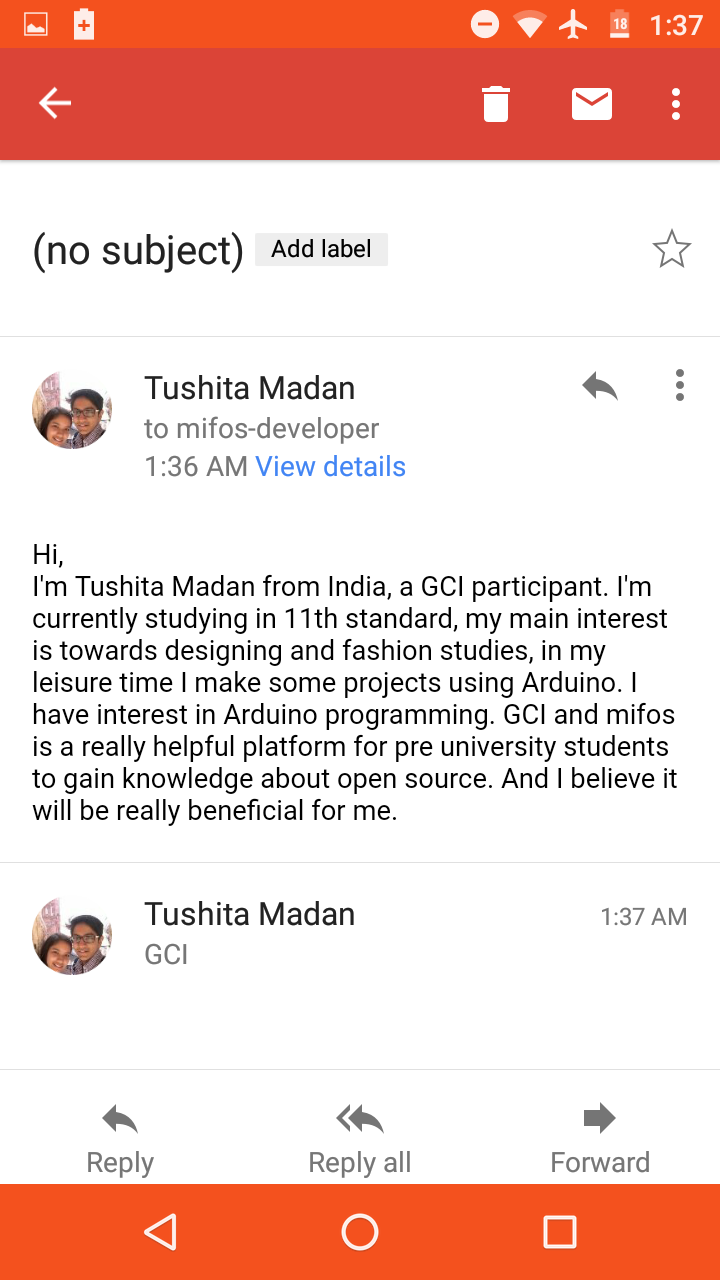 18 1:37
(no subject) Add label
Tushita Madan
to mifos-developer
1:36 AM View details
Hi,
I'm Tushita Madan from India, a GCI participant. I'm
currently studying in 11th standard, my main interest
is towards designing and fashion studies, in my
leisure time I make some projects using Arduino. I
have interest in Arduino programming. GCI and mifos
is a really helpful platform for pre university students
to gain knowledge about open source. And I believe it
will be really beneficial for me.
Tushita Madan 1:37 AM
GCI
Reply Reply all Forward